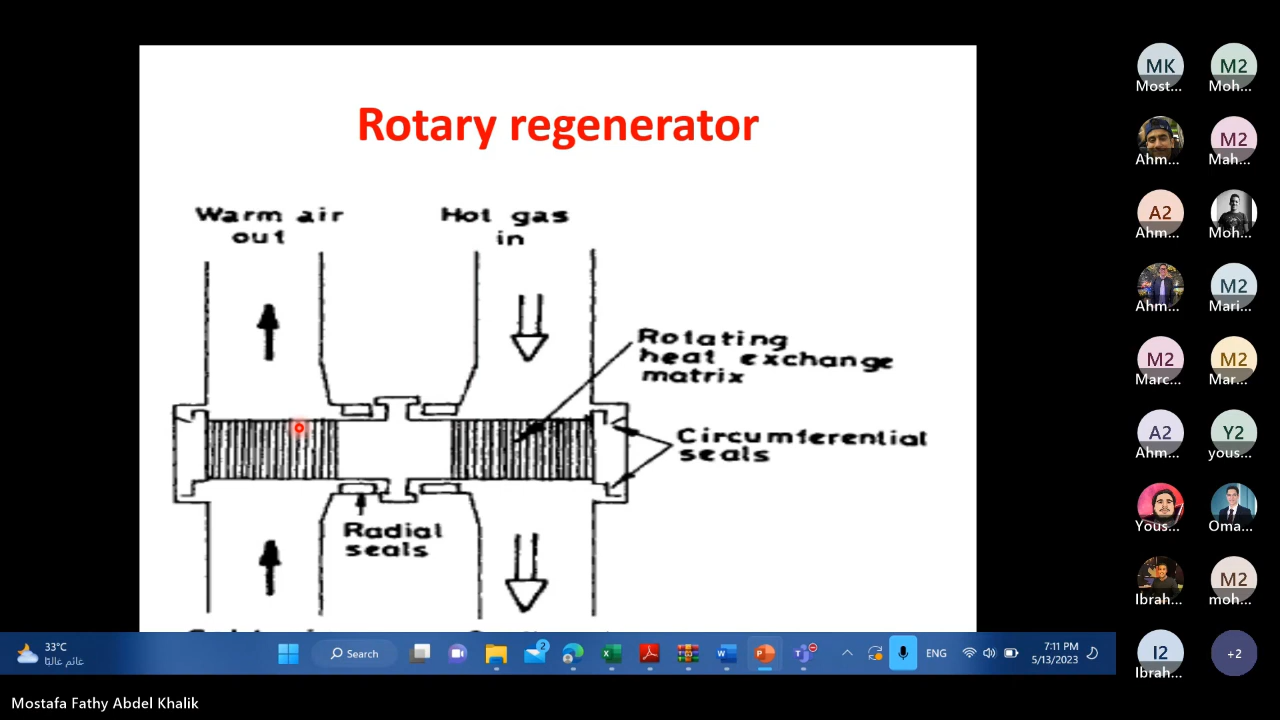 Rotary regenerator
Warm air
out
Hot gas
in
Rotating
heat exchange
matrix
Circumferential
seals
Radial
seals
33°C
غائم غالبًا
Search
2
ENG
7:11 PM
5/13/2023
Mostafa Fathy Abdel Khalik
MK
Most...
M2
Moh...
Ahm...
M2
Mah...
A2
Ahm...
Moh...
Ahm...
M2
Mari...
M2
Marc...
M2
Mar...
A2
Ahm...
Y2
yous...
Yous...
Oma...
Ibrah...
M2
moh...
I2
Ibrah...
+2